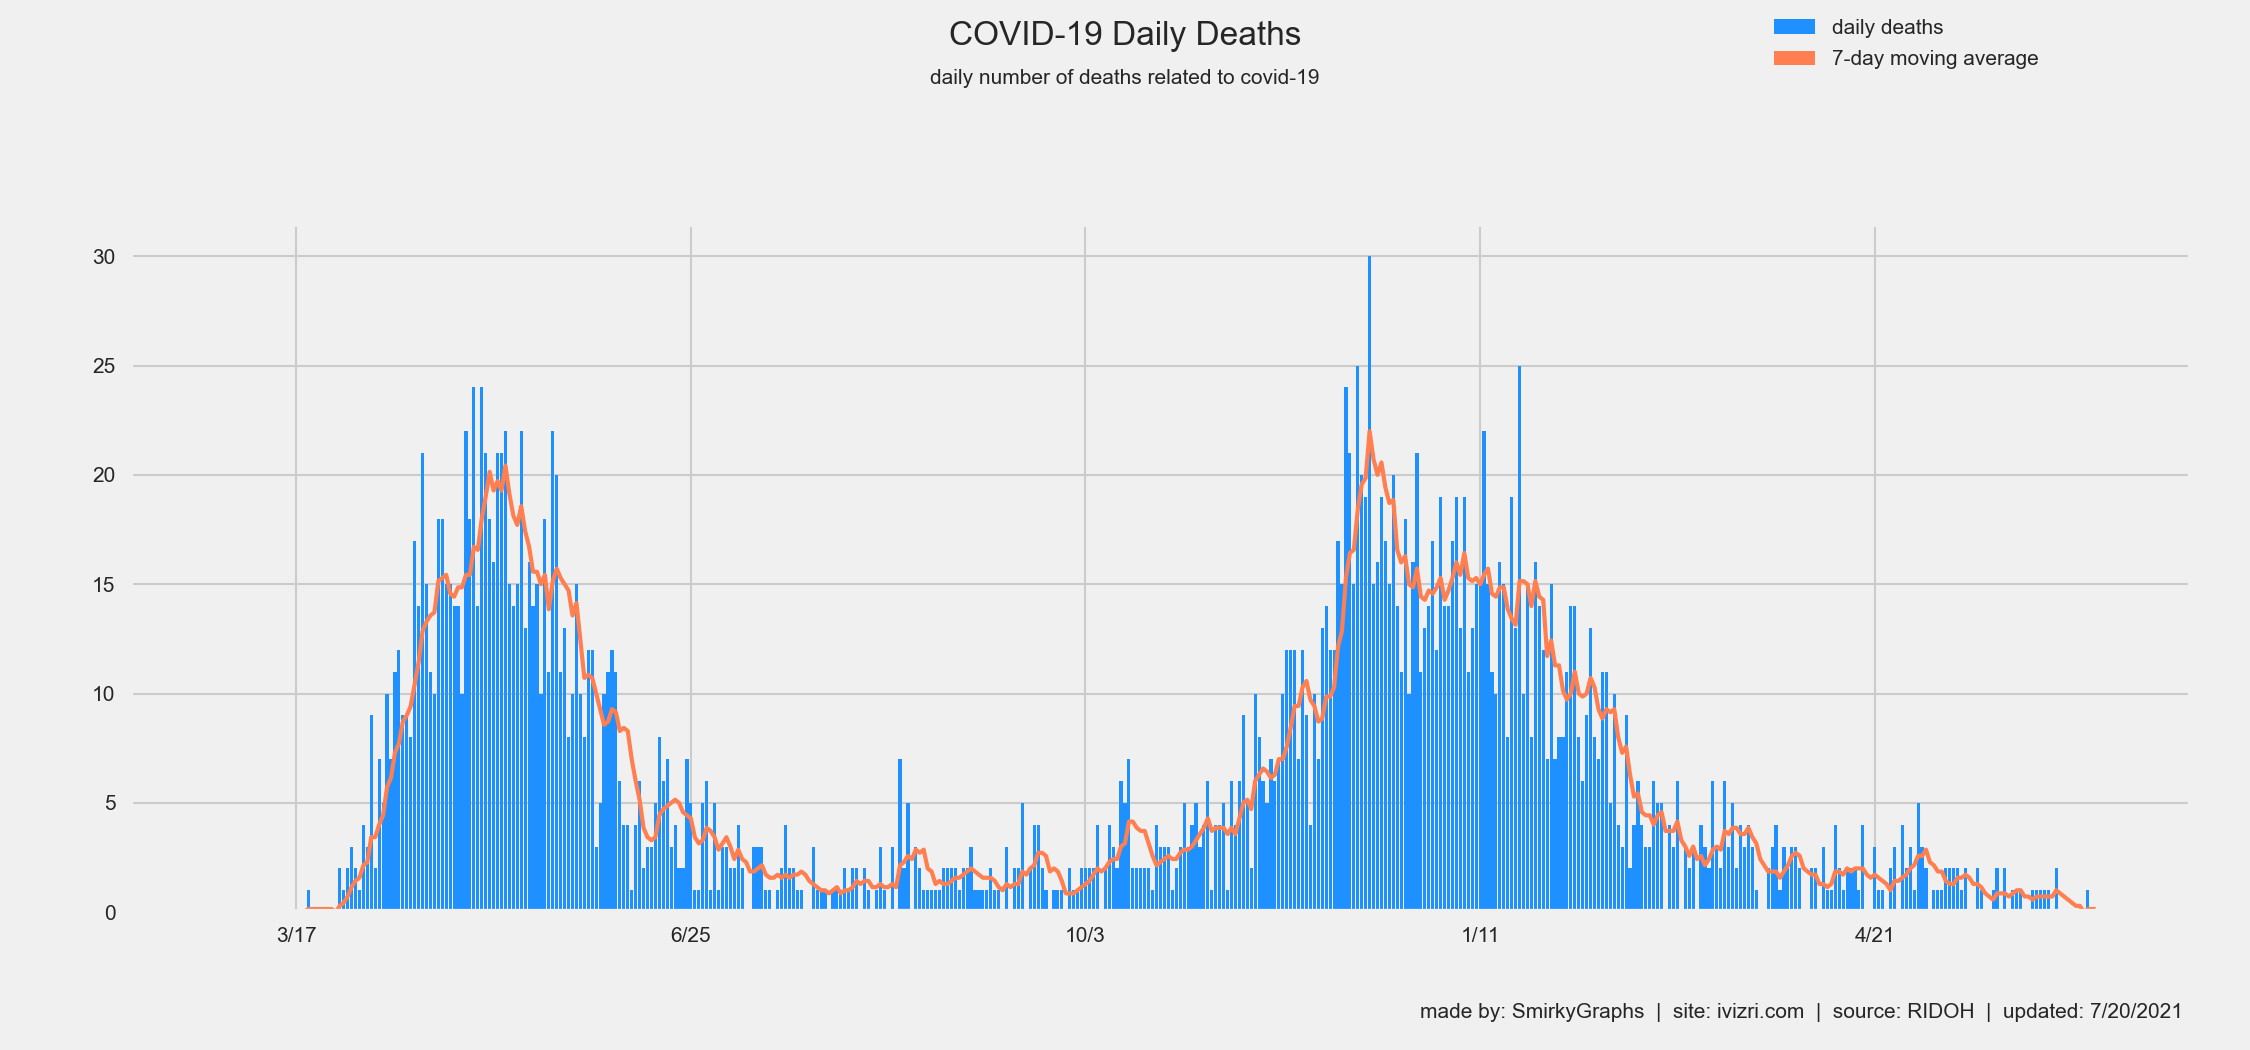 COVID-19 Daily Deaths
daily number of deaths related to covid-19
daily deaths
7-day moving average
30
25
20
15
10
5
0
3/17
6/25
10/3
1/11
4/21
made by: SmirkyGraphs | site: ivizri.com | source: RIDOH | updated: 7/20/2021